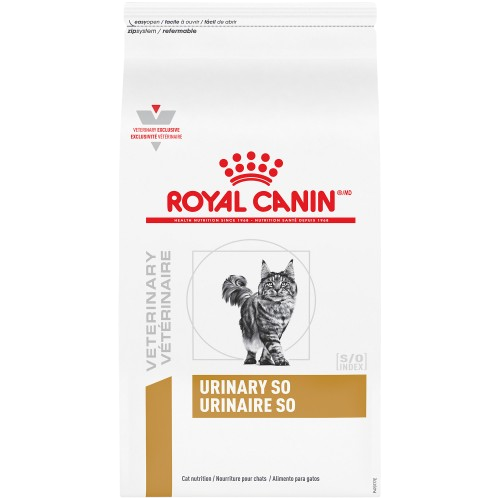 easyopen / facile à ouvrir / fácil de abrir
zipsystem / refermable
VETERINARY EXCLUSIVE
EXCLUSIVITÉ VÉTÉRINAIRE
ROYAL CANIN ®/MD
HEALTH NUTRITION SINCE 1968 - NUTRITION SANTÉ DEPUIS 1968
VETERINARY
VÉTÉRINAIRE
S/O
INDEX
URINARY SO
URINAIRE SO
Cat nutrition / Nourriture pour chats / Alimento para gatos